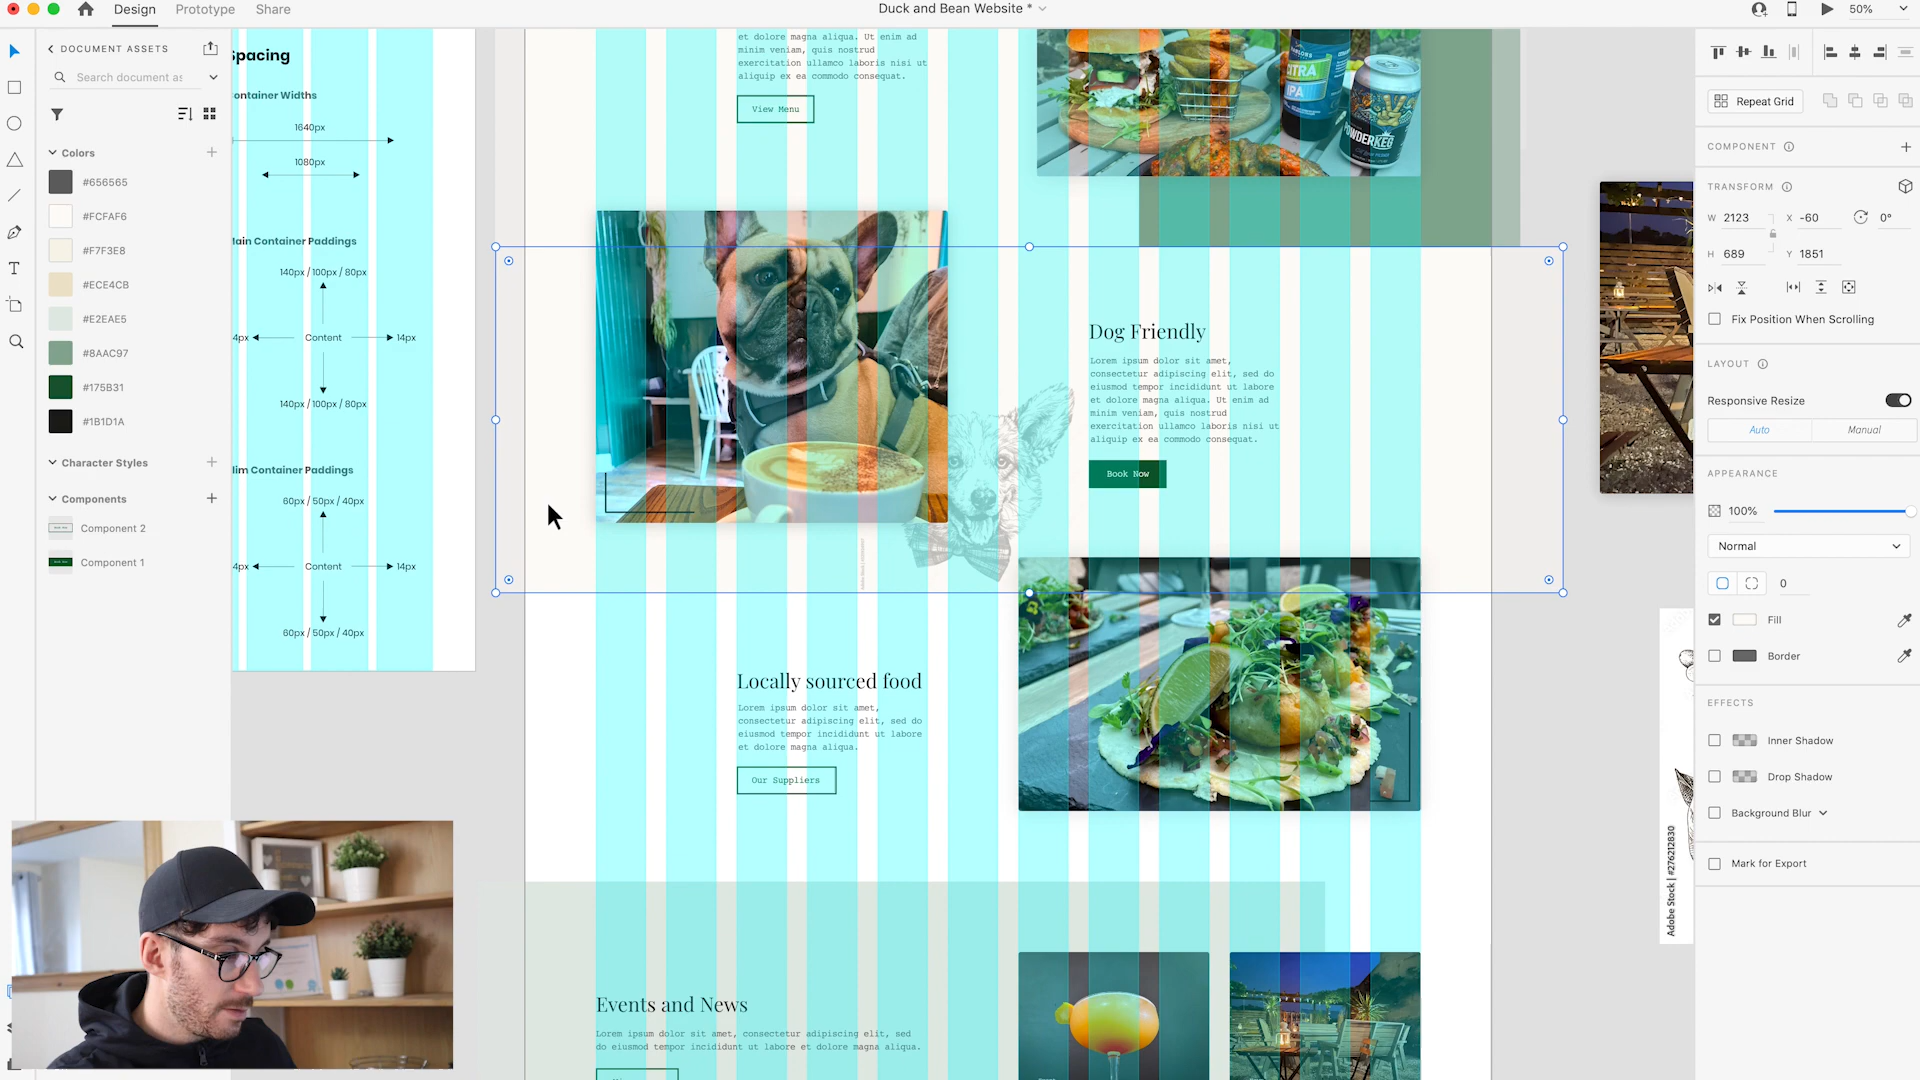 Design
Prototype
Share
Duck and Bean Website *
50%
DOCUMENT ASSETS
Search document as
Colors
#656565
#FCFAF6
#F7F3E8
#ECE4CB
#E2EAE5
#8AAC97
#175B31
#1B1D1A
Character Styles
Components
Component 2
Component 1
Spacing
ontainer Widths
1640px
1080px
Main Container Paddings
140px / 100px / 80px
4px
Content
14px
140px / 100px / 80px
lim Container Paddings
60px / 50px / 40px
4px
Content
14px
60px / 50px / 40px
et dolore magna aliqua. Ut enim ad
minim veniam, quis nostrud
exercitation ullamco laboris nisi ut
aliquip ex ea commodo consequat.
View Menu
CITRA
IPA
POWDERKEG
Dog Friendly
Lorem ipsum dolor sit amet,
consectetur adipiscing elit, sed do
eiusmod tempor incididunt ut labore
et dolore magna aliqua. Ut enim ad
minim veniam, quis nostrud
exercitation ullamco laboris nisi ut
aliquip ex ea commodo consequat.
Book Now
Locally sourced food
Lorem ipsum dolor sit amet,
consectetur adipiscing elit, sed do
eiusmod tempor incididunt ut labore
et dolore magna aliqua.
Our Suppliers
Events and News
Lorem ipsum dolor sit amet, consectetur adipiscing elit, sed
do eiusmod tempor incididunt ut labore et dolore magna aliqua.
Adobe Stock | #276212830
Repeat Grid
COMPONENT
TRANSFORM
W 2123
X -60
0°
H 689
Y 1851
Fix Position When Scrolling
LAYOUT
Responsive Resize
Auto
Manual
APPEARANCE
100%
Normal
0
Fill
Border
EFFECTS
Inner Shadow
Drop Shadow
Background Blur
Mark for Export